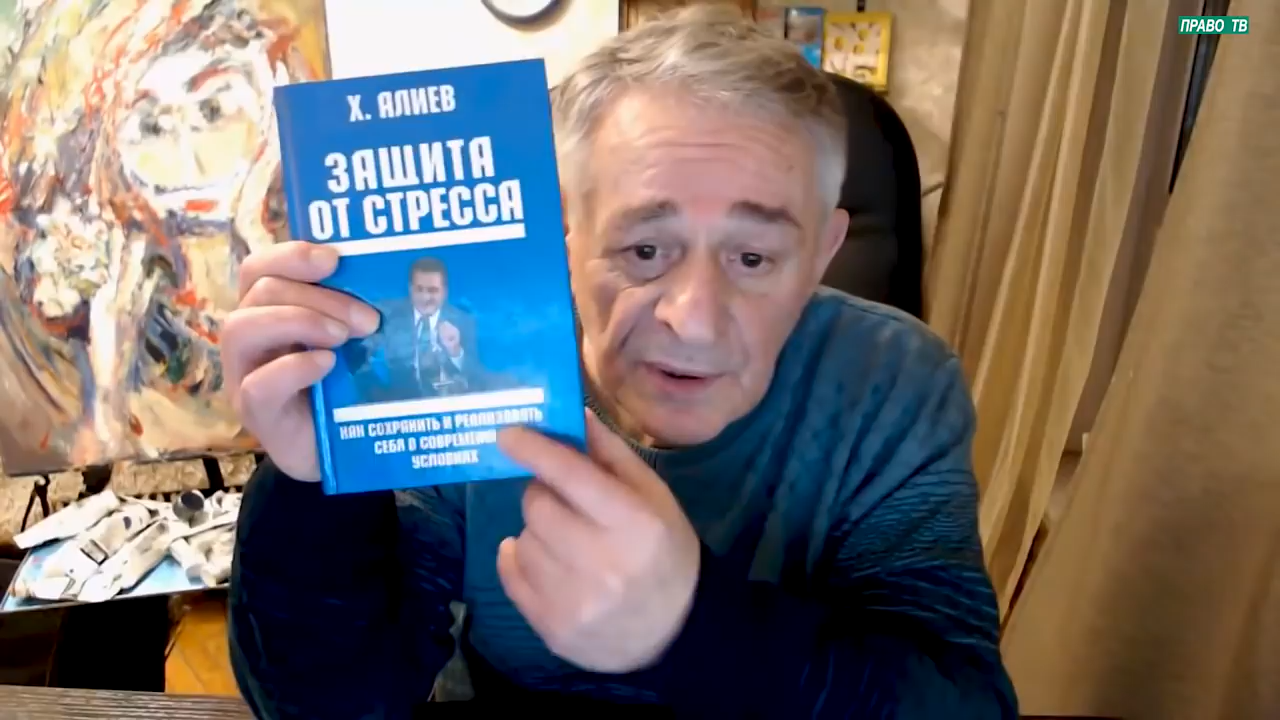 ПРАВО ТВ
Х. АЛИЕВ
ЗАЩИТА
ОТ СТРЕССА
КАК СОХРАНИТЬ И РЕАЛИЗОВАТЬ
СЕБЯ В
УСЛОВИЯХ